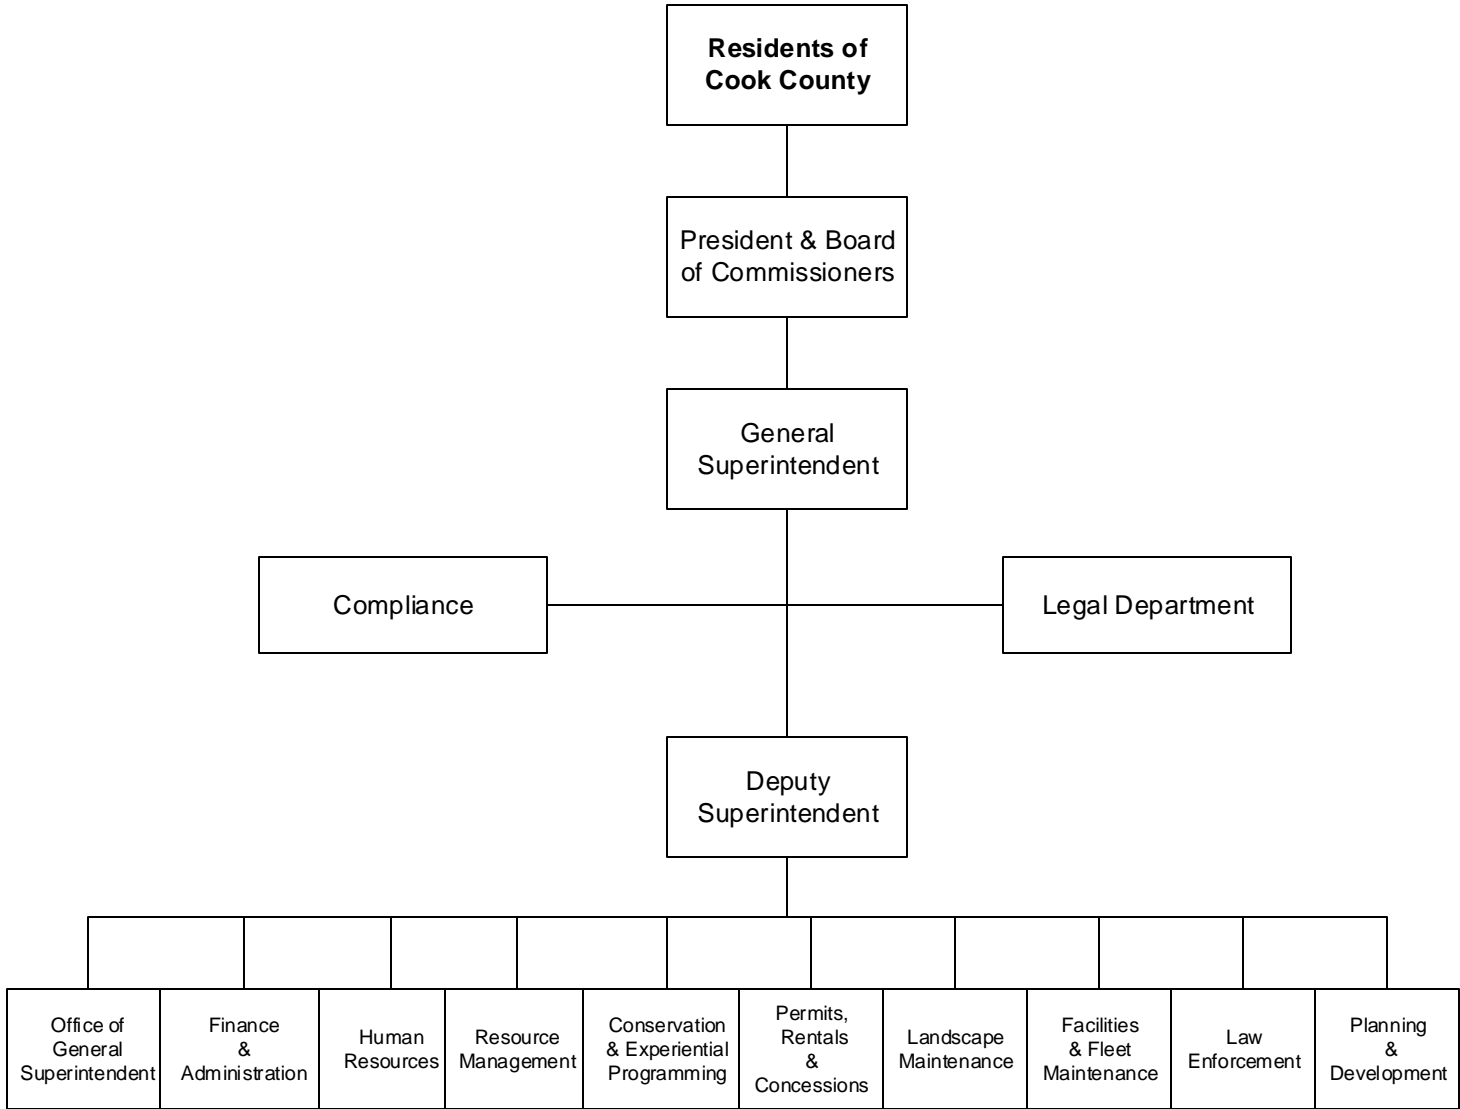 Residents of
Cook County
President & Board
of Commissioners
General
Superintendent
Compliance
Legal Department
Deputy
Superintendent
Office of
General
Superintendent
Finance
&
Administration
Human
Resources
Resource
Management
Conservation
& Experiential
Programming
Permits,
Rentals
&
Concessions
Landscape
Maintenance
Facilities
& Fleet
Maintenance
Law
Enforcement
Planning
&
Development